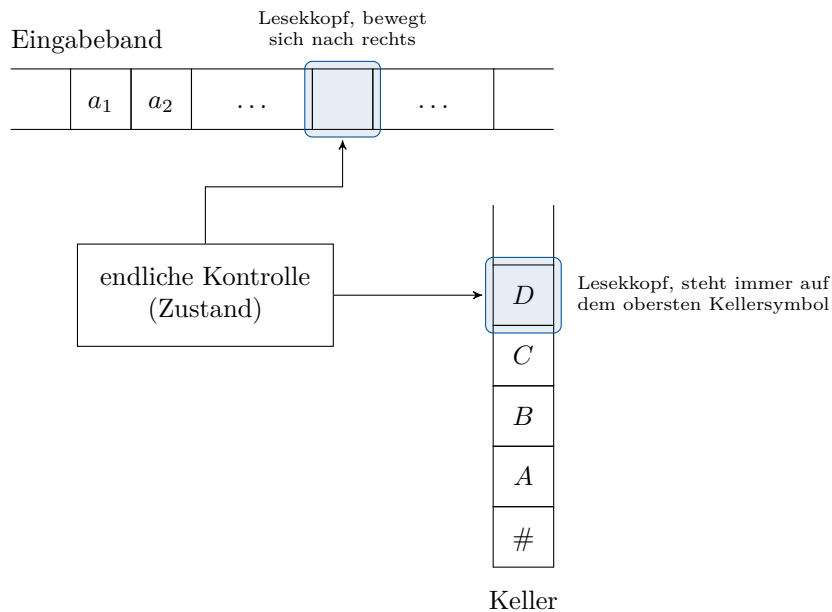 Lesekkopf, bewegt
sich nach rechts
Eingabeband
a₁ a₂ ... ...
endliche Kontrolle
(Zustand)
D
Lesekkopf, steht immer auf
dem obersten Kellersymbol
C
B
A
#
Keller